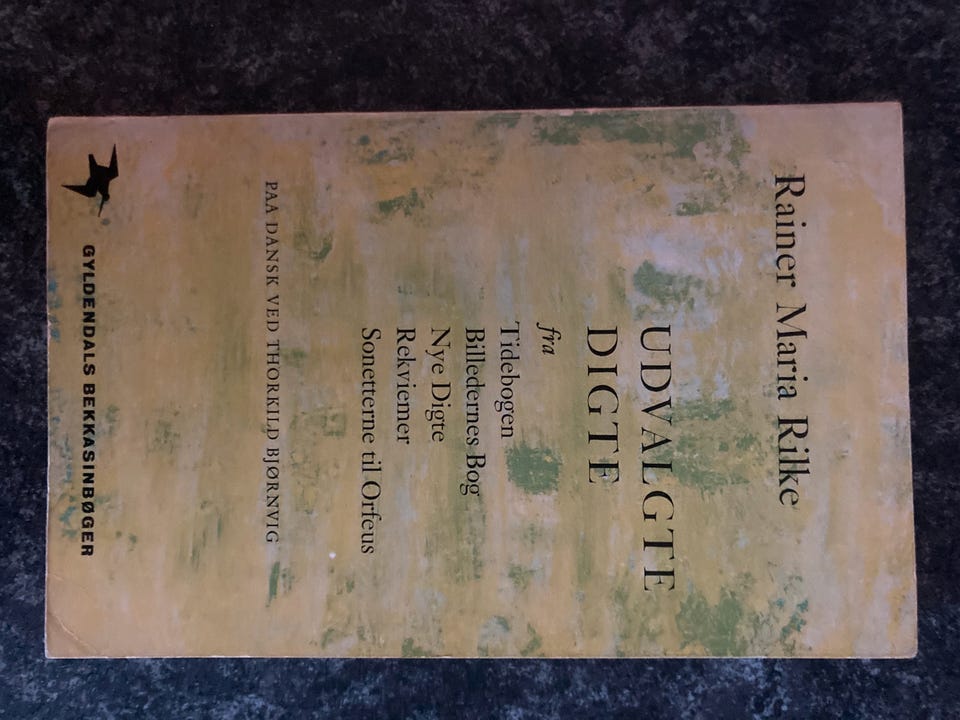 Rainer Maria Rilke
UDVALGTE
DIGTE
fra
Tidebogen
Billedernes Bog
Nye Digte
Rekviemer
Sonetterne til Orfeus
PAA DANSK VED THORKILD BJØRNVIG
GYLDENDALS BEKKASINBØGER